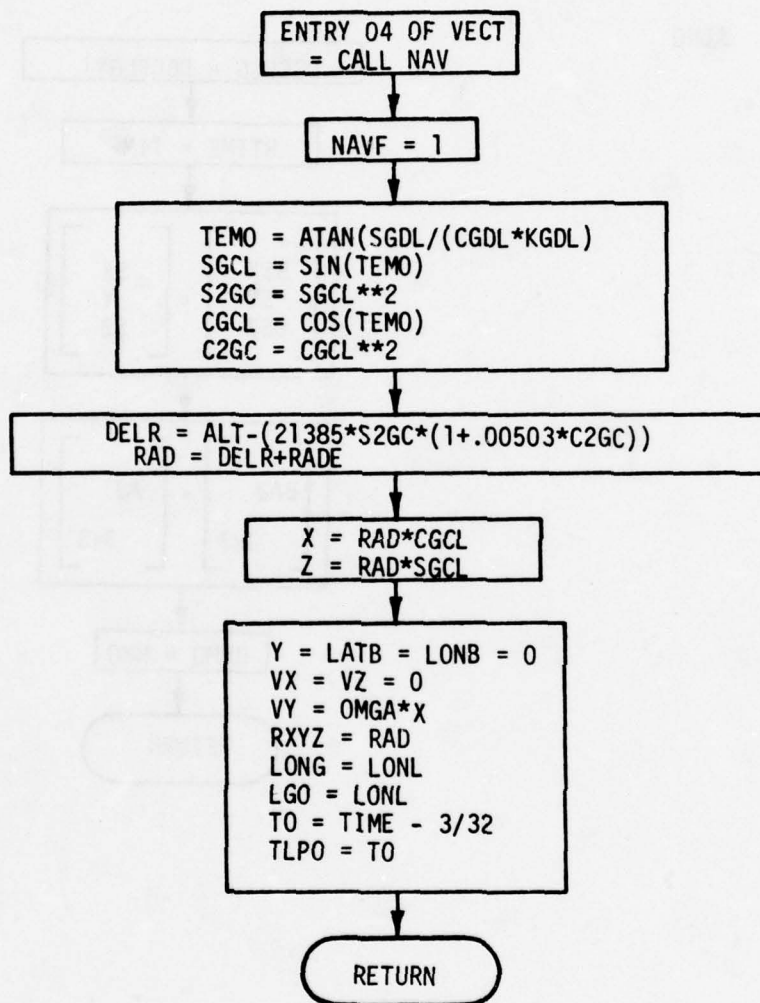 ENTRY 04 OF VECT
= CALL NAV
NAVF = 1
TEMO = ATAN(SGDL/(CGDL*KGDL)
SGCL = SIN(TEMO)
S2GC = SGCL**2
CGCL = COS(TEMO)
C2GC = CGCL**2
DELR = ALT-(21385*S2GC*(1+.00503*C2GC))
RAD = DELR+RADE
X = RAD*CGCL
Z = RAD*SGCL
Y = LATB = LONB = 0
VX = VZ = 0
VY = OMGA*X
RXYZ = RAD
LONG = LONL
LGO = LONL
TO = TIME - 3/32
TLPO = TO
RETURN